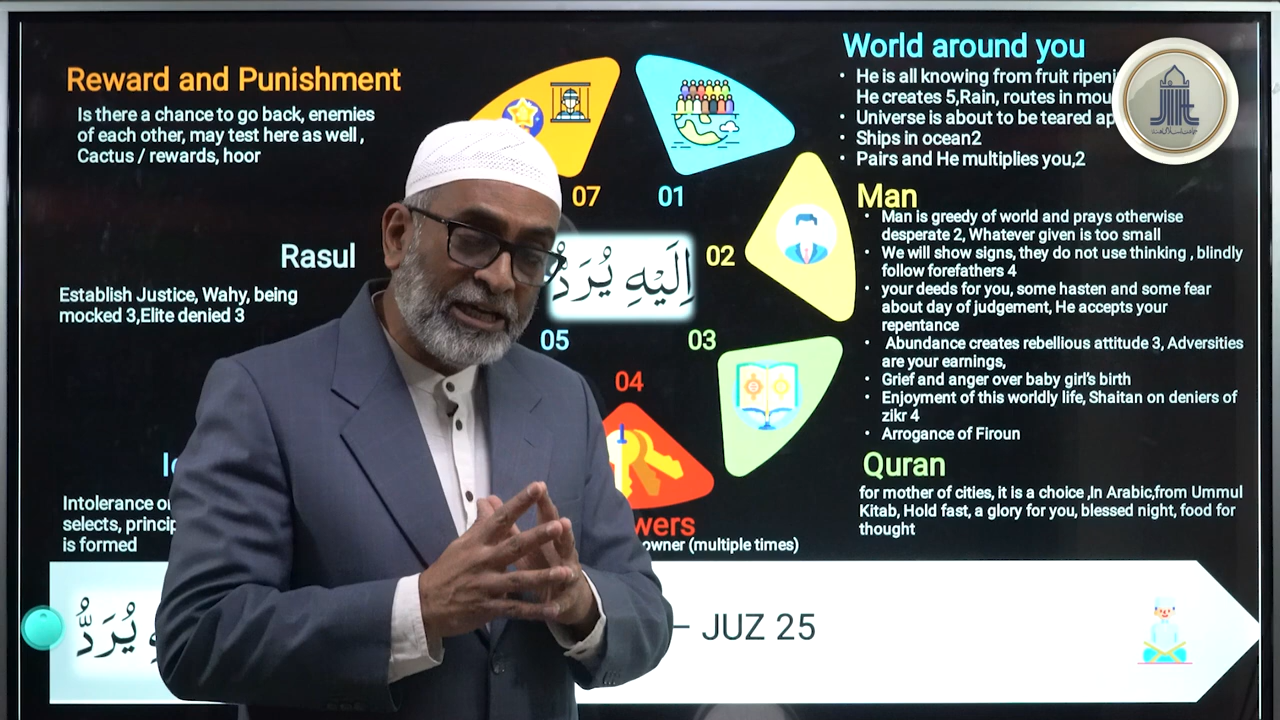 Reward and Punishment
Is there a chance to go back, enemies
of each other, may test here as well ,
Cactus / rewards, hoor
07
01
World around you
• He is all knowing from fruit
He creates 5,Rain, routes in
• Universe is about to be teared
• Ships in ocean2
• Pairs and He multiplies you,2
Man
• Man is greedy of world and prays otherwise
desperate 2, Whatever given is too small
• We will show signs, they do not use thinking , blindly
follow forefathers 4
• your deeds for you, some hasten and some fear
about day of judgement, He accepts your
repentance
• Abundance creates rebellious attitude 3, Adversities
are your earnings,
• Grief and anger over baby girl's birth
• Enjoyment of this worldly life, Shaitan on deniers of
zikr 4
• Arrogance of Firoun
Rasul
Establish Justice, Wahy, being
mocked 3,Elite denied 3
إِلَيْهِ يُرَدُّ
02
05
03
04
Quran
for mother of cities, it is a choice ,In Arabic,from Ummul
Kitab, Hold fast, a glory for you, blessed night, food for
thought
Intolerance
selects,
is formed
owner (multiple times)
يُرَدُّ
– JUZ 25